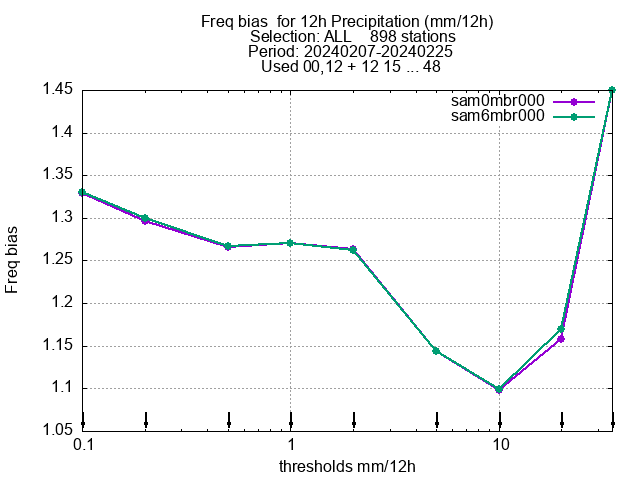 Freq bias  for 12h Precipitation (mm/12h)
Selection: ALL    898 stations
Period: 20240207-20240225
Used 00,12 + 12 15 ... 48
sam0mbr000
sam6mbr000
1.45
1.4
1.35
1.3
1.25
1.2
1.15
1.1
1.05
Freq bias
0.1 1 10
thresholds mm/12h